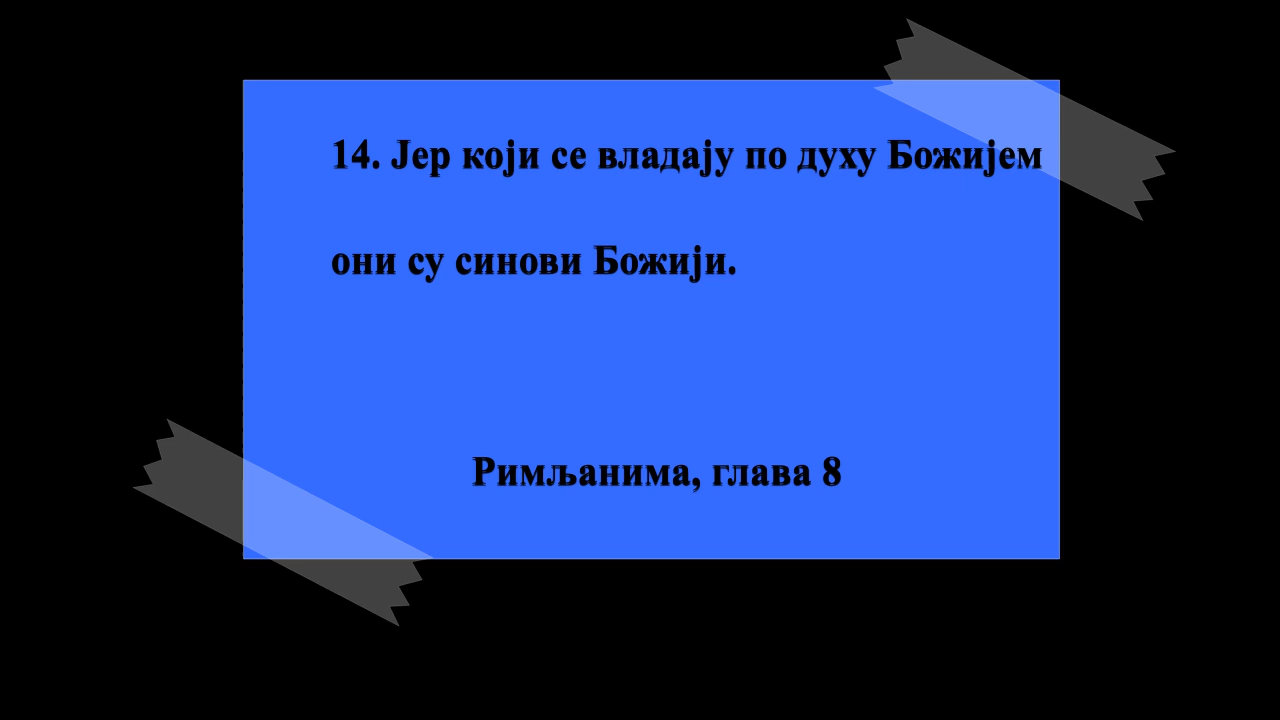 14. Јер који се владају по духу Божијем
они су синови Божији.
Римљанима, глава 8